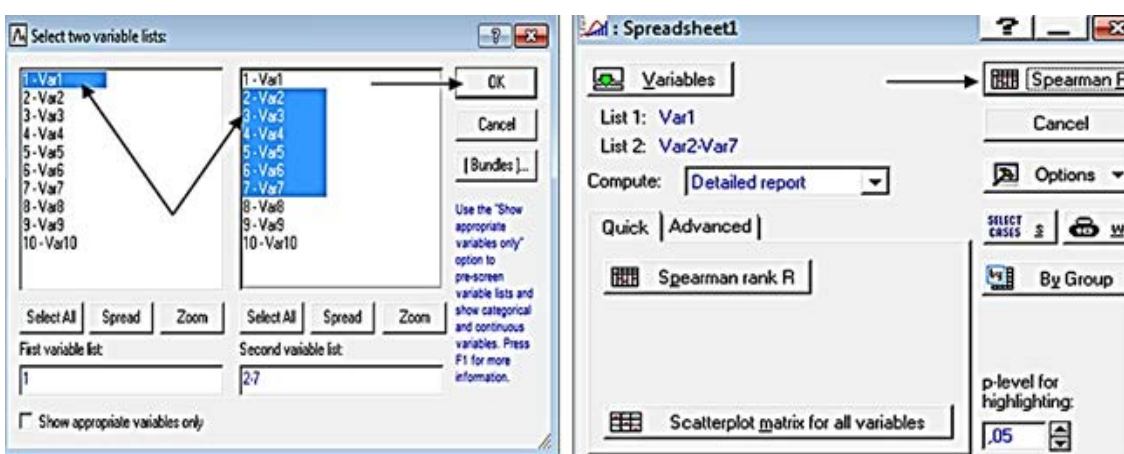 Select two variable lists:
1 - Var1
2 - Var2
3 - Var3
4 - Var4
5 - Var5
6 - Var6
7 - Var7
8 - Var8
9 - Var9
10 - Var10
1 - Var1
2 - Var2
3 - Var3
4 - Var4
5 - Var5
6 - Var6
7 - Var7
8 - Var8
9 - Var9
10 - Var10
OK
Cancel
[Bundles]...
Use the "Show
appropriate
variables only"
option to
pre-screen
variable lists and
show categorical
and continuous
variables. Press
F1 for more
information.
Select All Spread Zoom
Select All Spread Zoom
First variable list:
1
Second variable list:
2-7
Show appropriate variables only
: Spreadsheet1
Variables
List 1: Var1
List 2: Var2-Var7
Compute: Detailed report
Quick Advanced
Spearman rank R
Scatterplot matrix for all variables
Spearman R
Cancel
Options
SELECT
CASES S W
By Group
p-level for
highlighting:
,05